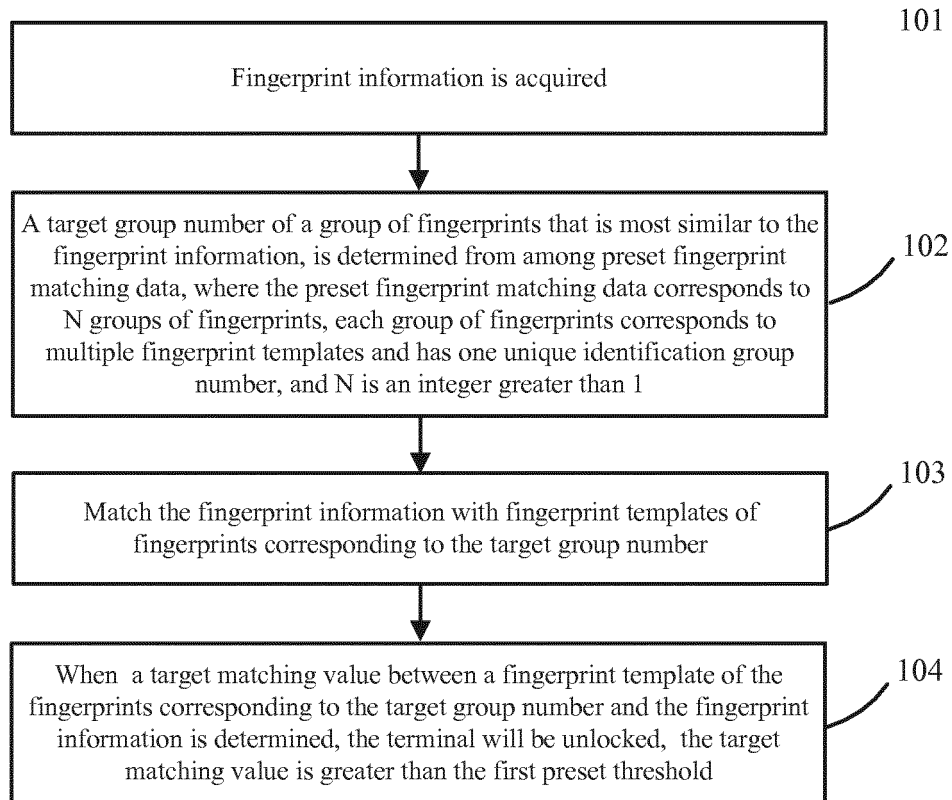 101
Fingerprint information is acquired
A target group number of a group of fingerprints that is most similar to the
fingerprint information, is determined from among preset fingerprint
matching data, where the preset fingerprint matching data corresponds to
N groups of fingerprints, each group of fingerprints corresponds to
multiple fingerprint templates and has one unique identification group
number, and N is an integer greater than 1
102
Match the fingerprint information with fingerprint templates of
fingerprints corresponding to the target group number
103
When a target matching value between a fingerprint template of the
fingerprints corresponding to the target group number and the fingerprint
information is determined, the terminal will be unlocked, the target
matching value is greater than the first preset threshold
104